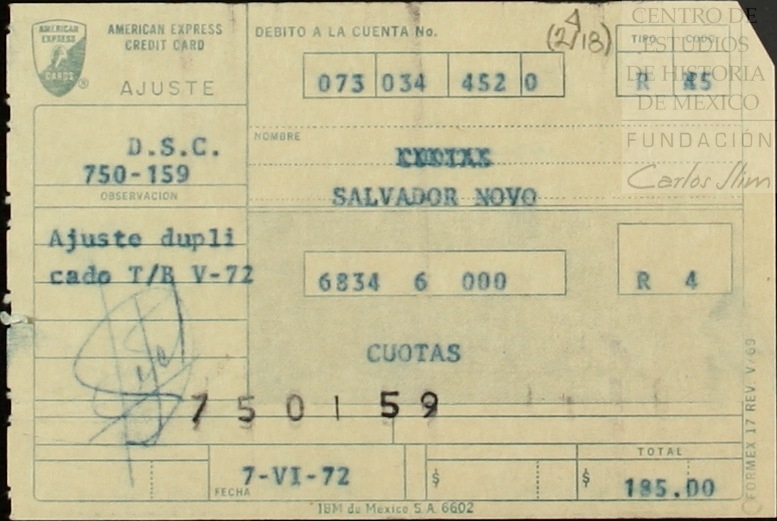 AMERICAN EXPRESS CARDS ®
AMERICAN EXPRESS
CREDIT CARD
AJUSTE
DEBITO A LA CUENTA No.
(2/18)
TIPO CODG
073 034 452 0
R 45
CENTRO DE
ESTUDIOS
DE HISTORIA
DE MEXICO
FUNDACIÓN
Carlos Slim
D.S.C.
750-159
OBSERVACION
NOMBRE
SALVADOR NOVO
Ajuste dupli
cado T/R V-72
6834 6 000
R 4
CUOTAS
750159
7-VI-72
FECHA
$
TOTAL
$ 185.00
IBM de México S.A. 6602
FORMEX 17 REV. V/69